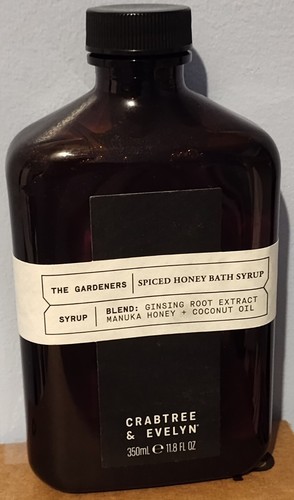 THE GARDENERS SPICED HONEY BATH SYRUP
SYRUP BLEND: GINSING ROOT EXTRACT
MANUKA HONEY + COCONUT OIL
CRABTREE
& EVELYN®
350mL ℮ 11.8 FL OZ